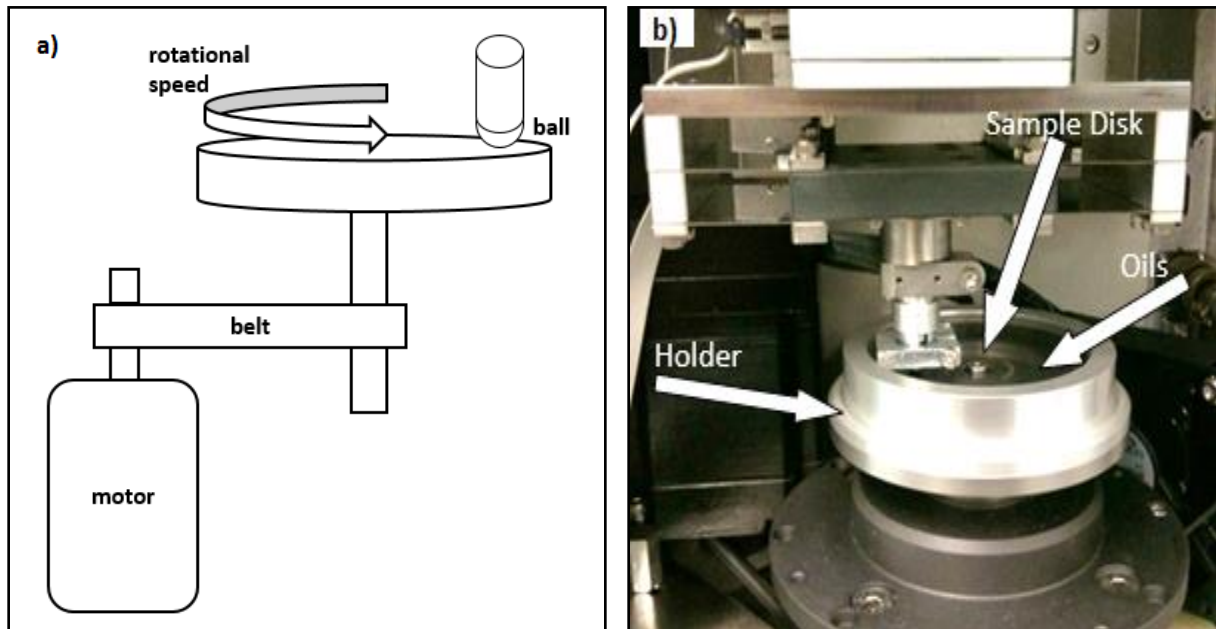 a)
rotational
speed
ball
belt
motor
b)
Sample Disk
Oils
Holder